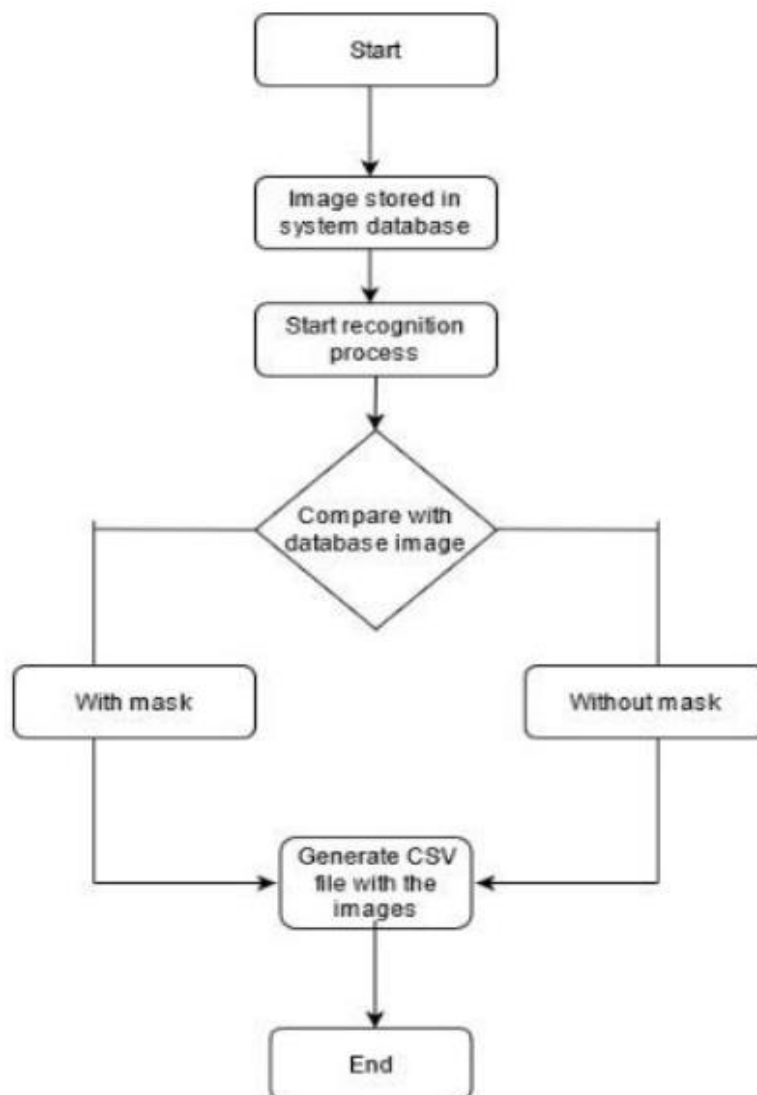 Start
Image stored in
system database
Start recognition
process
Compare with
database image
With mask
Without mask
Generate CSV
file with the
images
End